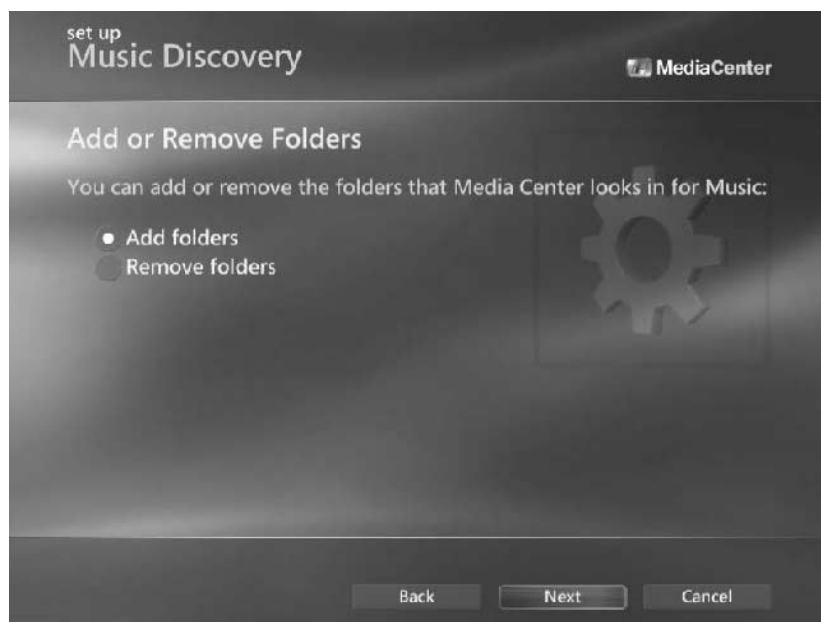 set up
Music Discovery
MediaCenter
Add or Remove Folders
You can add or remove the folders that Media Center looks in for Music:
Add folders
Remove folders
Back Next Cancel